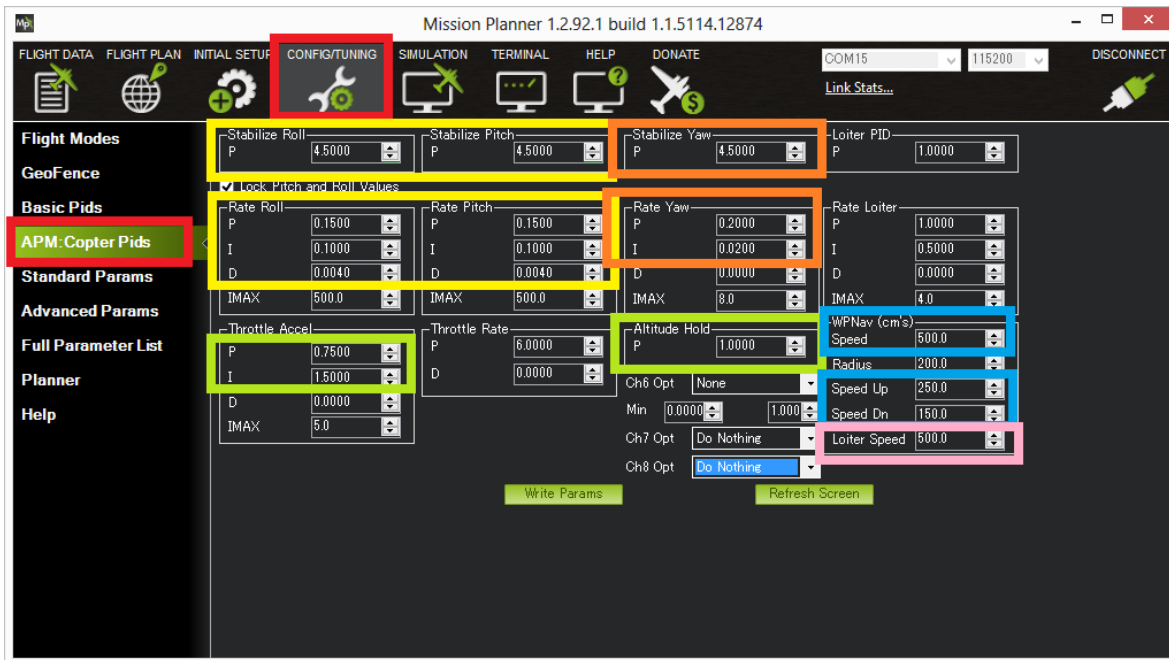 Mp
Mission Planner 1.2.92.1 build 1.1.5114.12874
FLIGHT DATA FLIGHT PLAN INITIAL SETUP CONFIG/TUNING SIMULATION TERMINAL HELP DONATE COM15 115200 DISCONNECT
Link Stats...
Flight Modes
GeoFence
Basic Pids
APM:Copter Pids
Standard Params
Advanced Params
Full Parameter List
Planner
Help
Stabilize Roll
P 4.5000
Stabilize Pitch
P 4.5000
Stabilize Yaw
P 4.5000
Loiter PID
P 1.0000
Lock Pitch and Roll Values
Rate Roll
P 0.1500
I 0.1000
D 0.0040
IMAX 500.0
Rate Pitch
P 0.1500
I 0.1000
D 0.0040
IMAX 500.0
Rate Yaw
P 0.2000
I 0.0200
D 0.0000
IMAX 8.0
Rate Loiter
P 1.0000
I 0.5000
D 0.0000
IMAX 4.0
Throttle Accel
P 0.7500
I 1.5000
D 0.0000
IMAX 5.0
Throttle Rate
P 6.0000
D 0.0000
Altitude Hold
P 1.0000
Ch6 Opt None
Min 0.0000 1.000
Ch7 Opt Do Nothing
Ch8 Opt Do Nothing
WPNav (cm's)
Speed 500.0
Radius 200.0
Speed Up 250.0
Speed Dn 150.0
Loiter Speed 500.0
Write Params
Refresh Screen